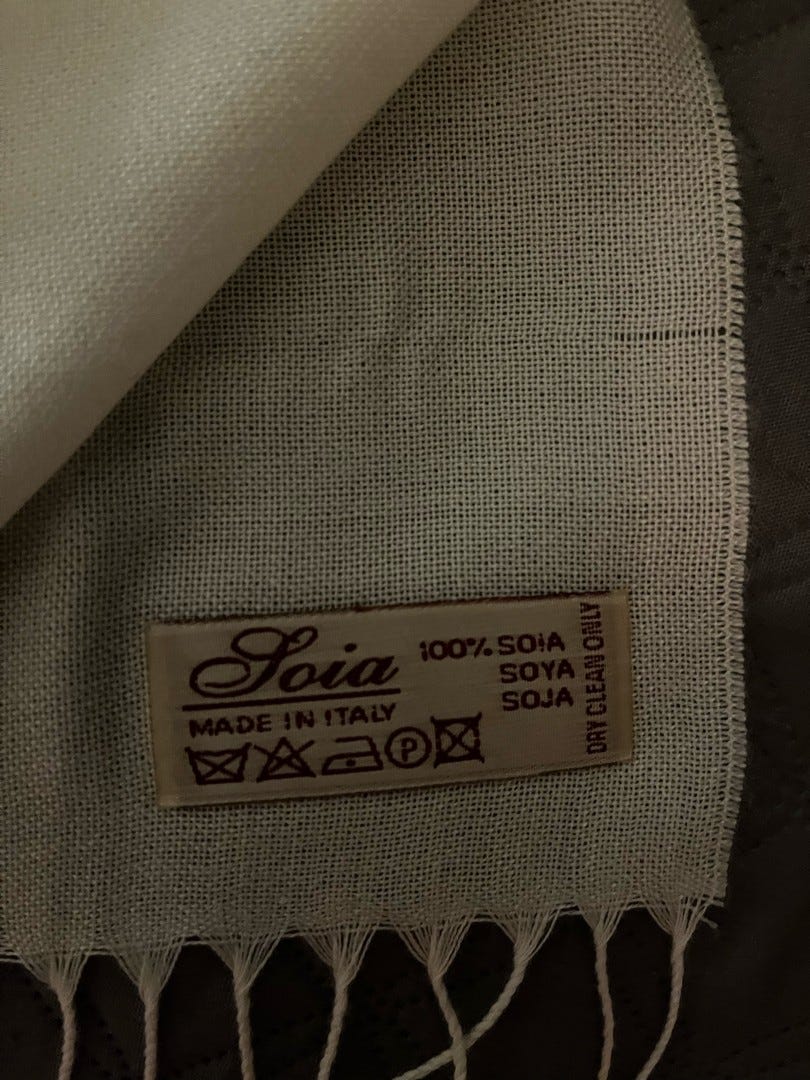 Soia
MADE IN ITALY
100% SOIA
SOYA
SOJA
DRY CLEAN ONLY
P